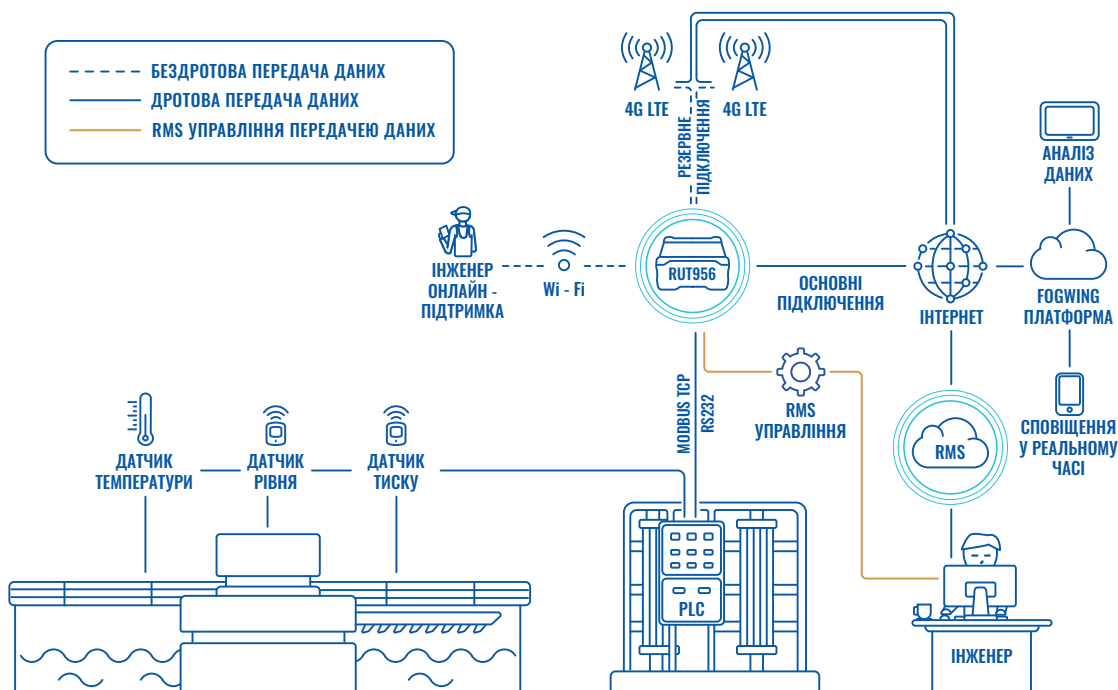 БЕЗДРОТОВА ПЕРЕДАЧА ДАНИХ
ДРОТОВА ПЕРЕДАЧА ДАНИХ
RMS УПРАВЛІННЯ ПЕРЕДАЧЕЮ ДАНИХ
4G LTE
4G LTE
РЕЗЕРВНЕ
ПІДКЛЮЧЕННЯ
АНАЛІЗ
ДАНИХ
ІНЖЕНЕР
ОНЛАЙН -
ПІДТРИМКА
Wi - Fi
RUT956
ОСНОВНІ
ПІДКЛЮЧЕННЯ
ІНТЕРНЕТ
FOGWING
ПЛАТФОРМА
MODBUS TCP
RS232
RMS
УПРАВЛІННЯ
RMS
СПОВІЩЕННЯ
У РЕАЛЬНОМУ
ЧАСІ
ДАТЧИК
ТЕМПЕРАТУРИ
ДАТЧИК
РІВНЯ
ДАТЧИК
ТИСКУ
PLC
ІНЖЕНЕР